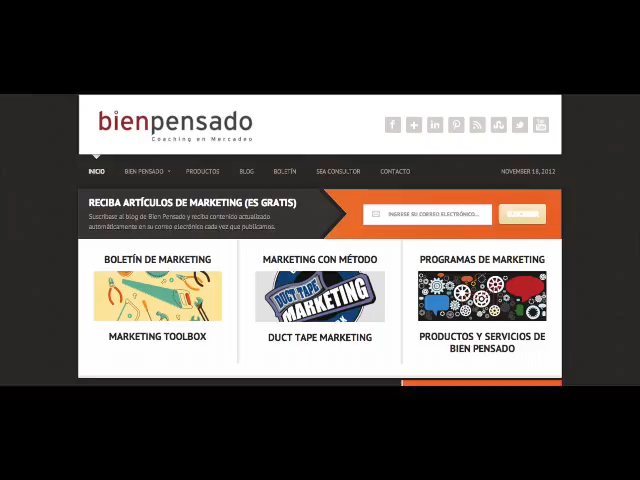 bienpensado
Coaching en Mercadeo
INICIO BIEN PENSADO PRODUCTOS BLOG BOLETÍN SEA CONSULTOR CONTACTO NOVEMBER 18, 2012
RECIBA ARTÍCULOS DE MARKETING (ES GRATIS)
Suscríbase al blog de Bien Pensado y reciba contenido actualizado
automáticamente en su correo electrónico cada vez que publicamos.
INGRESE SU CORREO ELECTRÓNICO...
BOLETÍN DE MARKETING
MARKETING CON MÉTODO
PROGRAMAS DE MARKETING
DUCT TAPE
MARKETING
MARKETING TOOLBOX
DUCT TAPE MARKETING
PRODUCTOS Y SERVICIOS DE
BIEN PENSADO